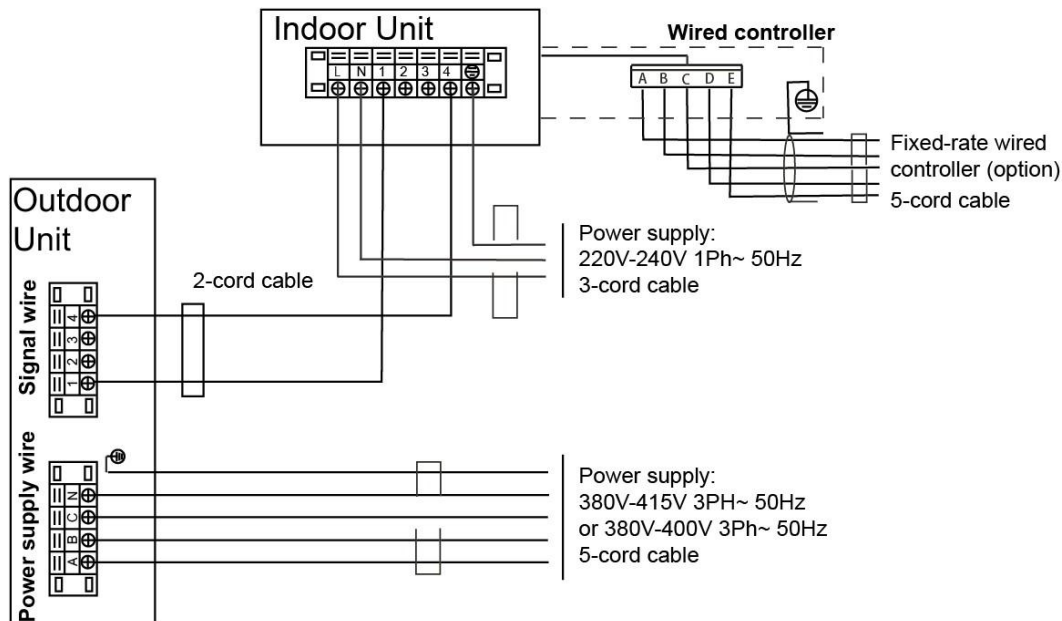 Indoor Unit
L N 1 2 3 4
Wired controller
A B C D E
Fixed-rate wired
controller (option)
5-cord cable
Outdoor
Unit
Signal wire
4
3
2
1
2-cord cable
Power supply:
220V-240V 1Ph~ 50Hz
3-cord cable
Power supply wire
N
C
B
A
Power supply:
380V-415V 3PH~ 50Hz
or 380V-400V 3Ph~ 50Hz
5-cord cable